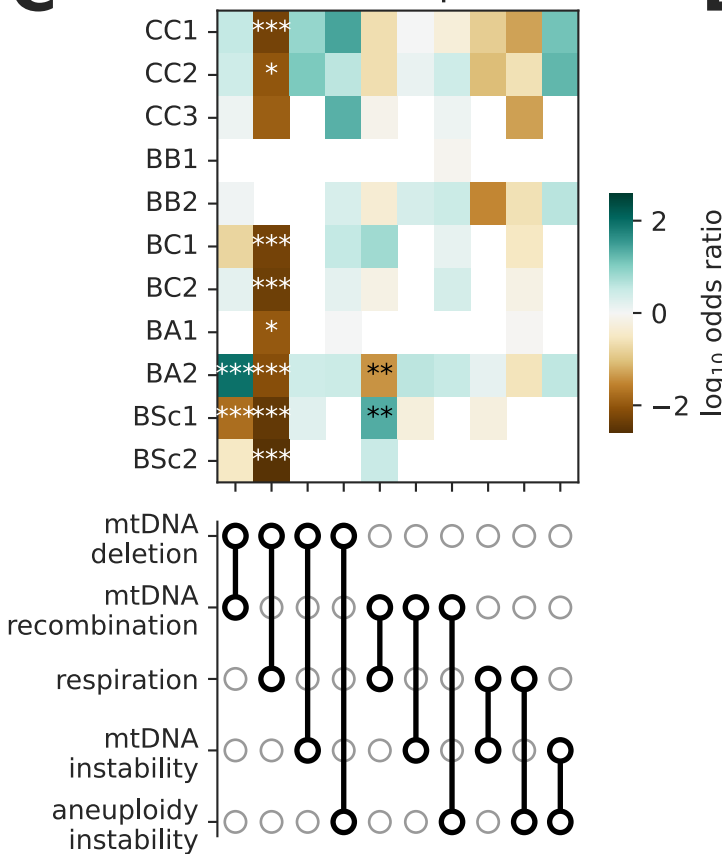 C
CC1 ***
CC2 *
CC3
BB1
BB2
BC1 ***
BC2 ***
BA1 *
BA2 *** *** **
BSc1 *** *** **
BSc2 ***
2
0
−2
log10 odds ratio
mtDNA
deletion
mtDNA
recombination
respiration
mtDNA
instability
aneuploidy
instability